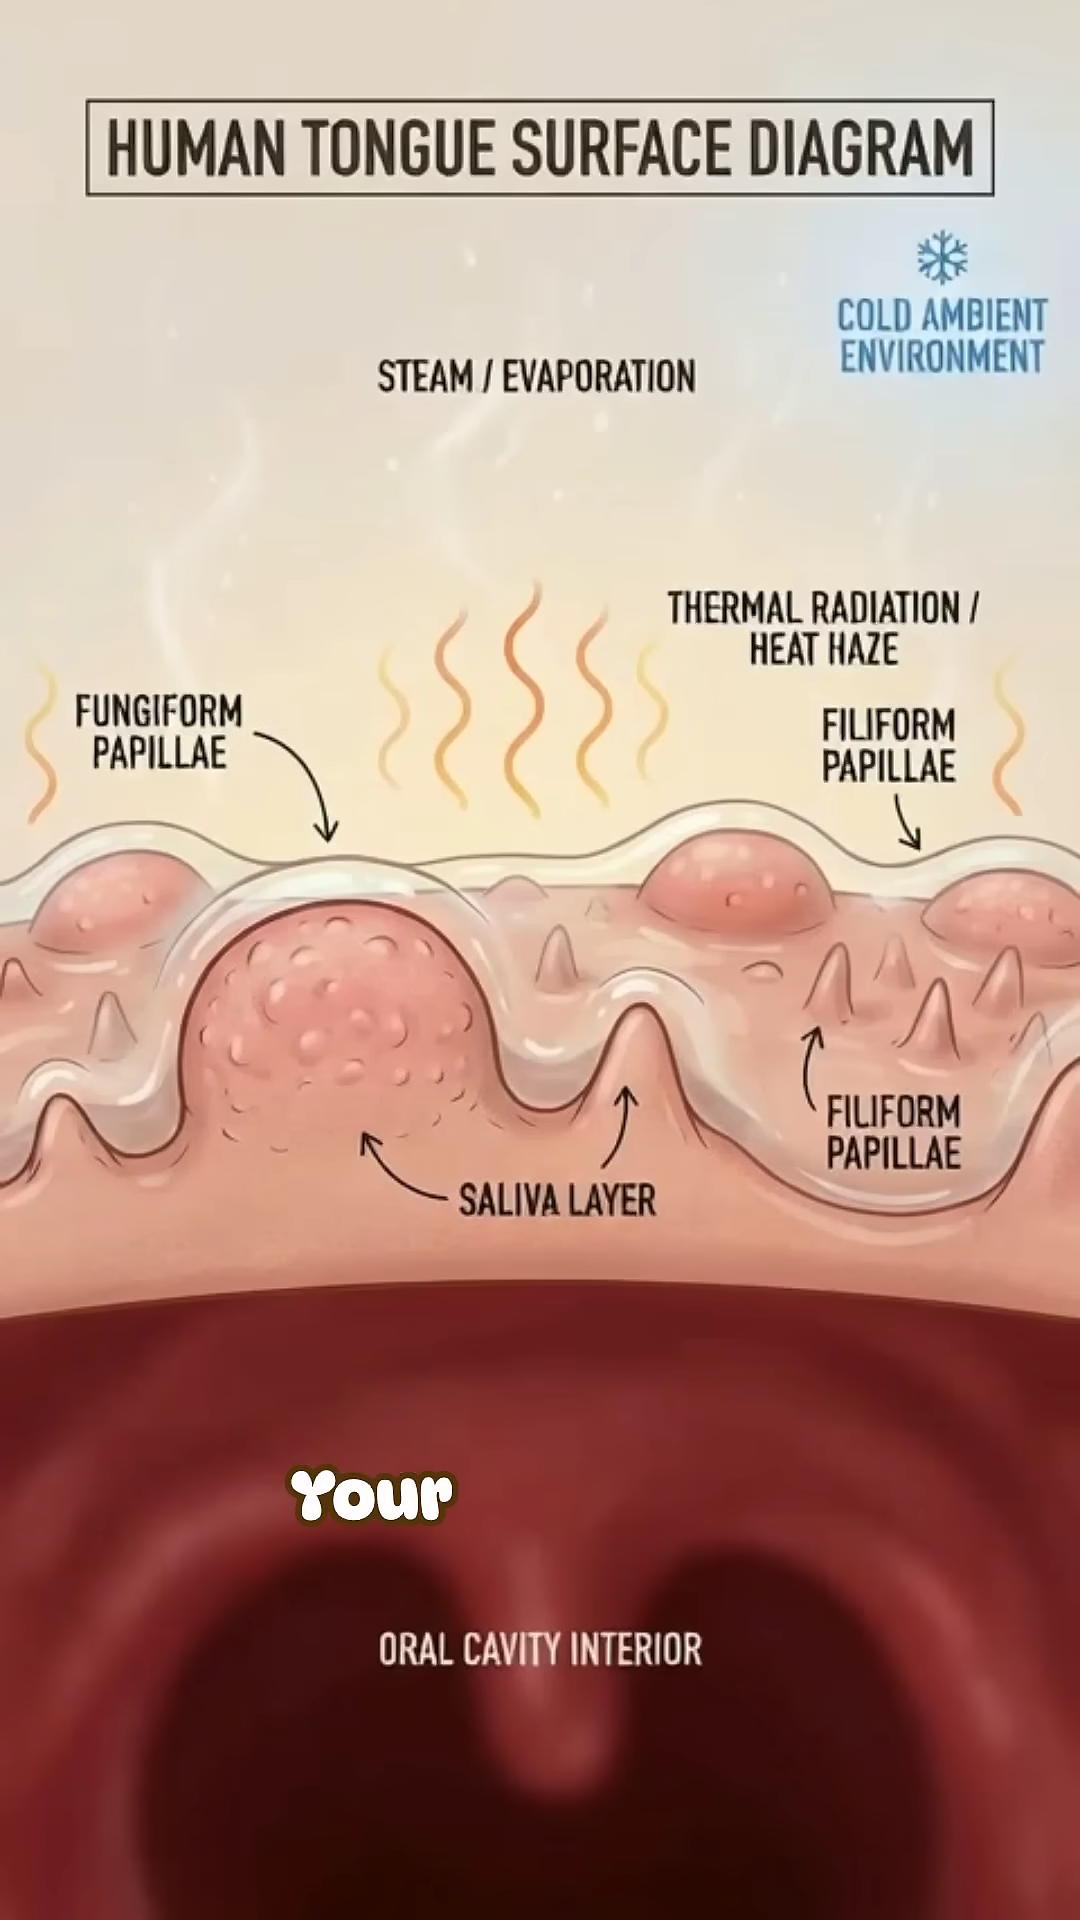 HUMAN TONGUE SURFACE DIAGRAM
COLD AMBIENT
ENVIRONMENT
STEAM / EVAPORATION
THERMAL RADIATION /
HEAT HAZE
FUNGIFORM
PAPILLAE
FILIFORM
PAPILLAE
FILIFORM
PAPILLAE
SALIVA LAYER
Your
ORAL CAVITY INTERIOR